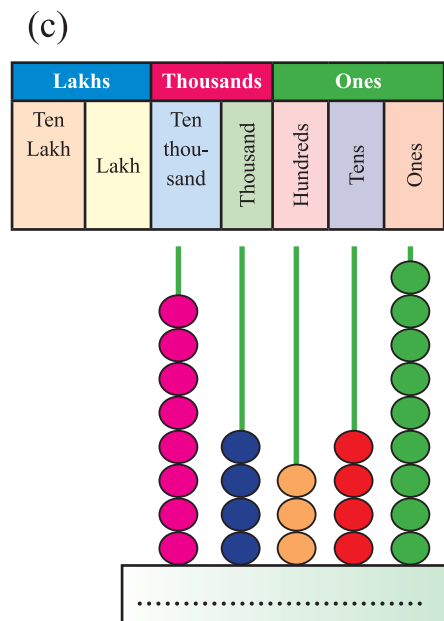 (c)
Lakhs Thousands Ones
Ten
Lakh
Lakh
Ten
thou-
sand
Thousand
Hundreds
Tens
Ones
....................................